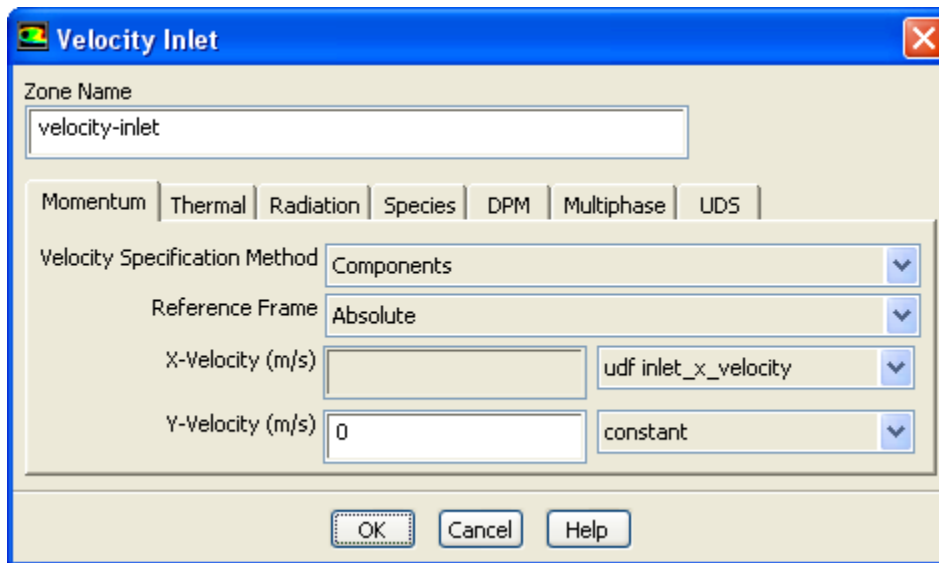 Velocity Inlet
Zone Name
velocity-inlet
Momentum Thermal Radiation Species DPM Multiphase UDS
Velocity Specification Method Components
Reference Frame Absolute
X-Velocity (m/s) udf inlet_x_velocity
Y-Velocity (m/s) 0 constant
OK Cancel Help